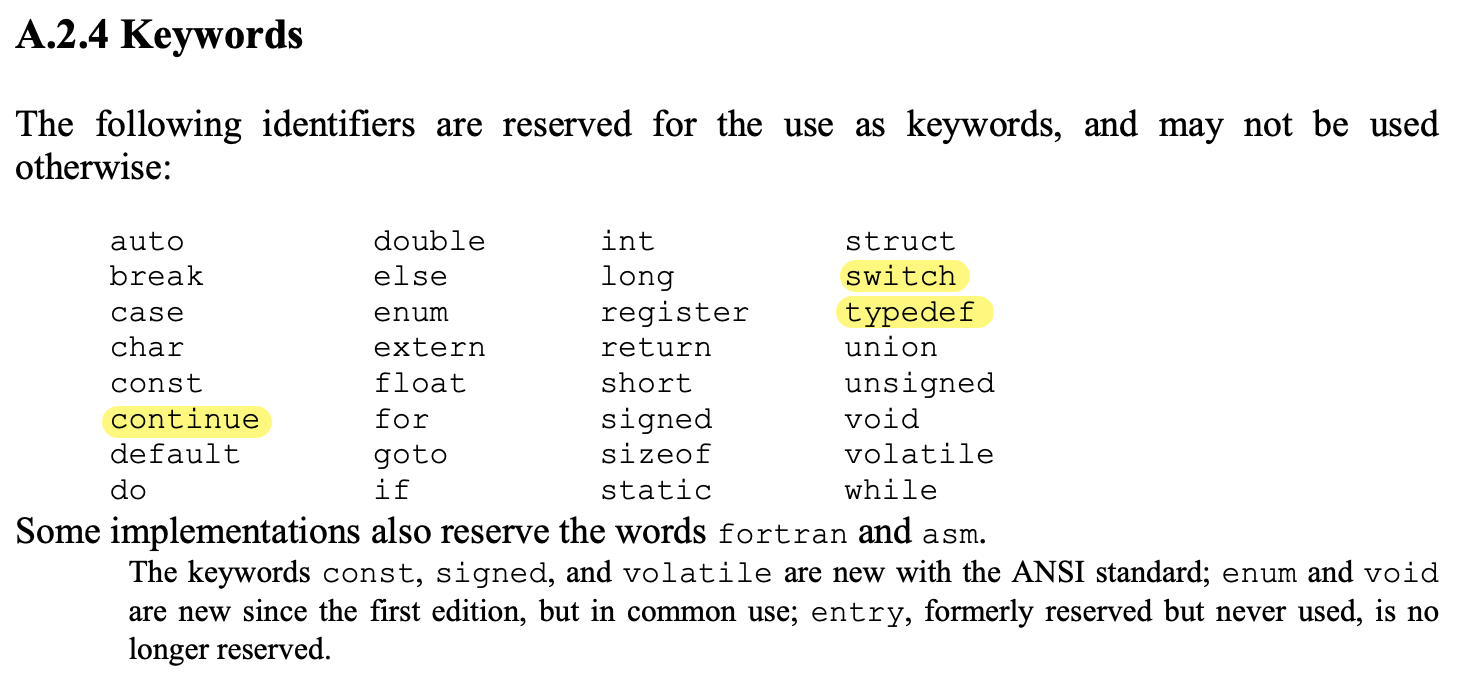 A.2.4 Keywords
The following identifiers are reserved for the use as keywords, and may not be used
otherwise:
auto double int struct
break else long switch
case enum register typedef
char extern return union
const float short unsigned
continue for signed void
default goto sizeof volatile
do if static while
Some implementations also reserve the words fortran and asm.
The keywords const, signed, and volatile are new with the ANSI standard; enum and void
are new since the first edition, but in common use; entry, formerly reserved but never used, is no
longer reserved.